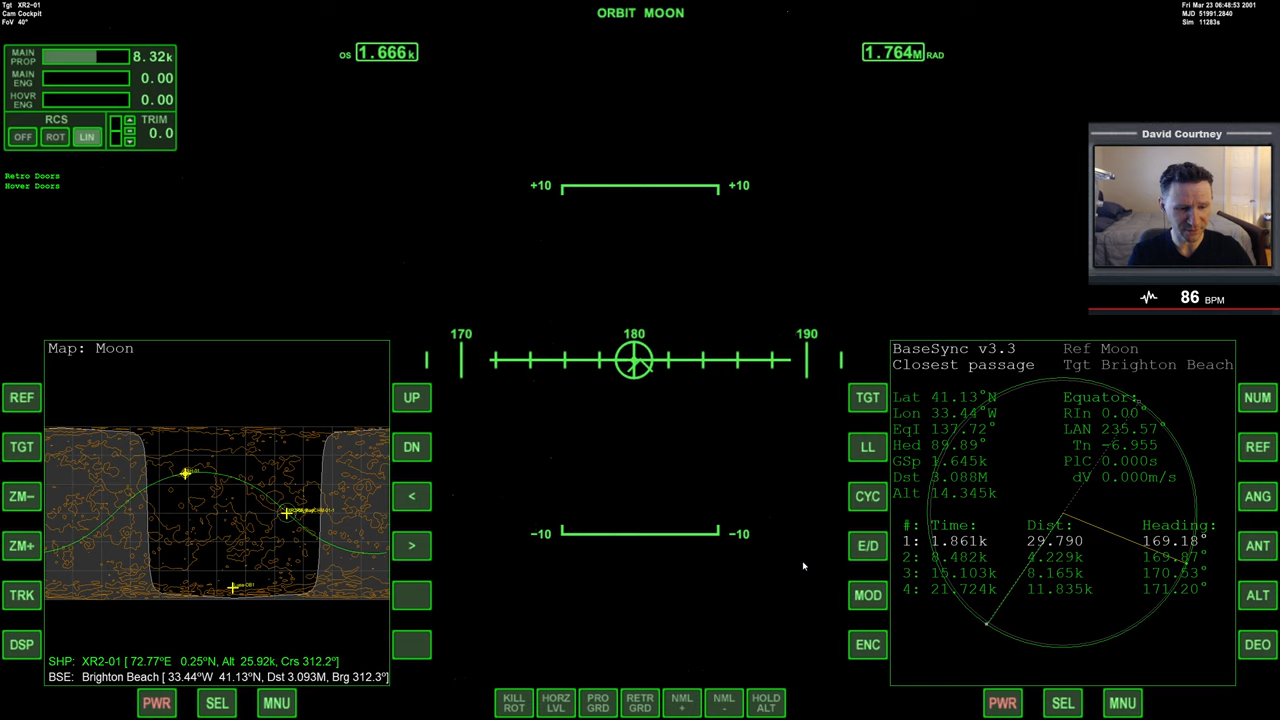 Tgt XR2-01
Cam Cockpit
FoV 40°
ORBIT MOON
Fri Mar 23 06:48:53 2001
MJD 51991.2840
Sim 11283s
MAIN PROP 8.32k
MAIN ENG 0.00
HOVR ENG 0.00
RCS TRIM
OFF ROT LIN 0.0
OS 1.666k
1.764M RAD
Retro Doors
Hover Doors
David Courtney
86 BPM
+10 +10
170 180 190
-10 -10
Map: Moon
REF UP
TGT DN
ZM- <
ZM+ >
TRK
DSP
SHP: XR2-01 [ 72.77°E 0.25°N, Alt 25.92k, Crs 312.2°]
BSE: Brighton Beach [ 33.44°W 41.13°N, Dst 3.093M, Brg 312.3°]
PWR SEL MNU
KILL ROT
HORZ LVL
PRO GRD
RETR GRD
NML +
NML -
HOLD ALT
BaseSync v3.3 Ref Moon
Closest passage Tgt Brighton Beach
TGT NUM
LL REF
CYC ANG
E/D ANT
MOD ALT
ENC DEO
Lat 41.13°N Equator:
Lon 33.44°W RIn 0.00°
EqI 137.72° LAN 235.57°
Hed 89.89° Tn -6.955
GSp 1.645k PlC 0.000s
Dst 3.088M dV 0.000m/s
Alt 14.345k
#: Time: Dist: Heading:
1: 1.861k 29.790 169.18°
2: 8.482k 4.229k 169.87°
3: 15.103k 8.165k 170.53°
4: 21.724k 11.835k 171.20°
PWR SEL MNU